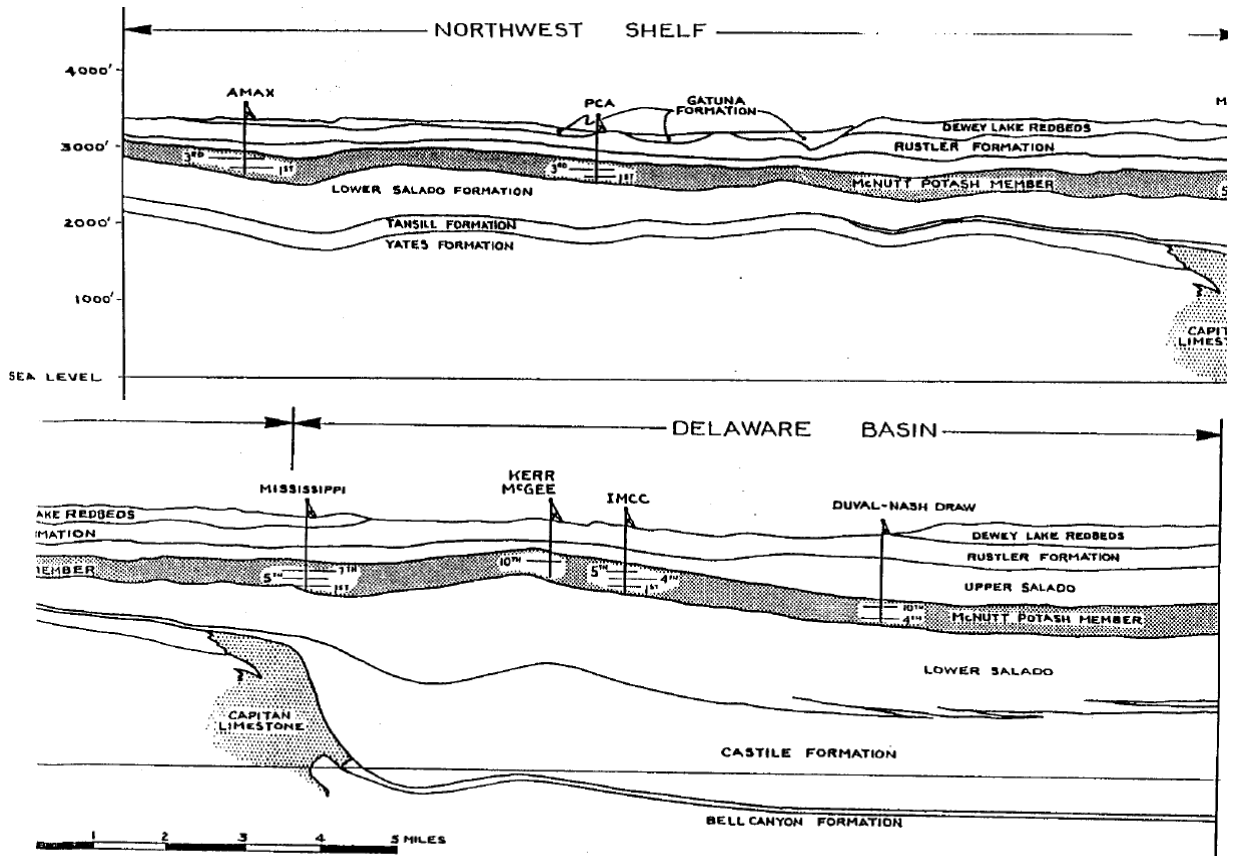 NORTHWEST SHELF
4000'
AMAX
PCA
GATUNA
FORMATION
M
DEWEY LAKE REDBEDS
3000'
RUSTLER FORMATION
3RD
1ST
3RD
1ST
LOWER SALADO FORMATION
McNUTT POTASH MEMBER
5
2000'
TANSILL FORMATION
YATES FORMATION
1000'
CAPIT
LIMEST
SEA LEVEL
DELAWARE BASIN
MISSISSIPPI
KERR
McGEE
IMCC
DUVAL-NASH DRAW
AKE REDBEDS
DEWEY LAKE REDBEDS
MATION
RUSTLER FORMATION
10TH
MEMBER
5TH
7TH
1ST
5TH
4TH
1ST
UPPER SALADO
10TH
4TH
McNUTT POTASH MEMBER
LOWER SALADO
CAPITAN
LIMESTONE
CASTILE FORMATION
BELL CANYON FORMATION
1 2 3 4 5 MILES